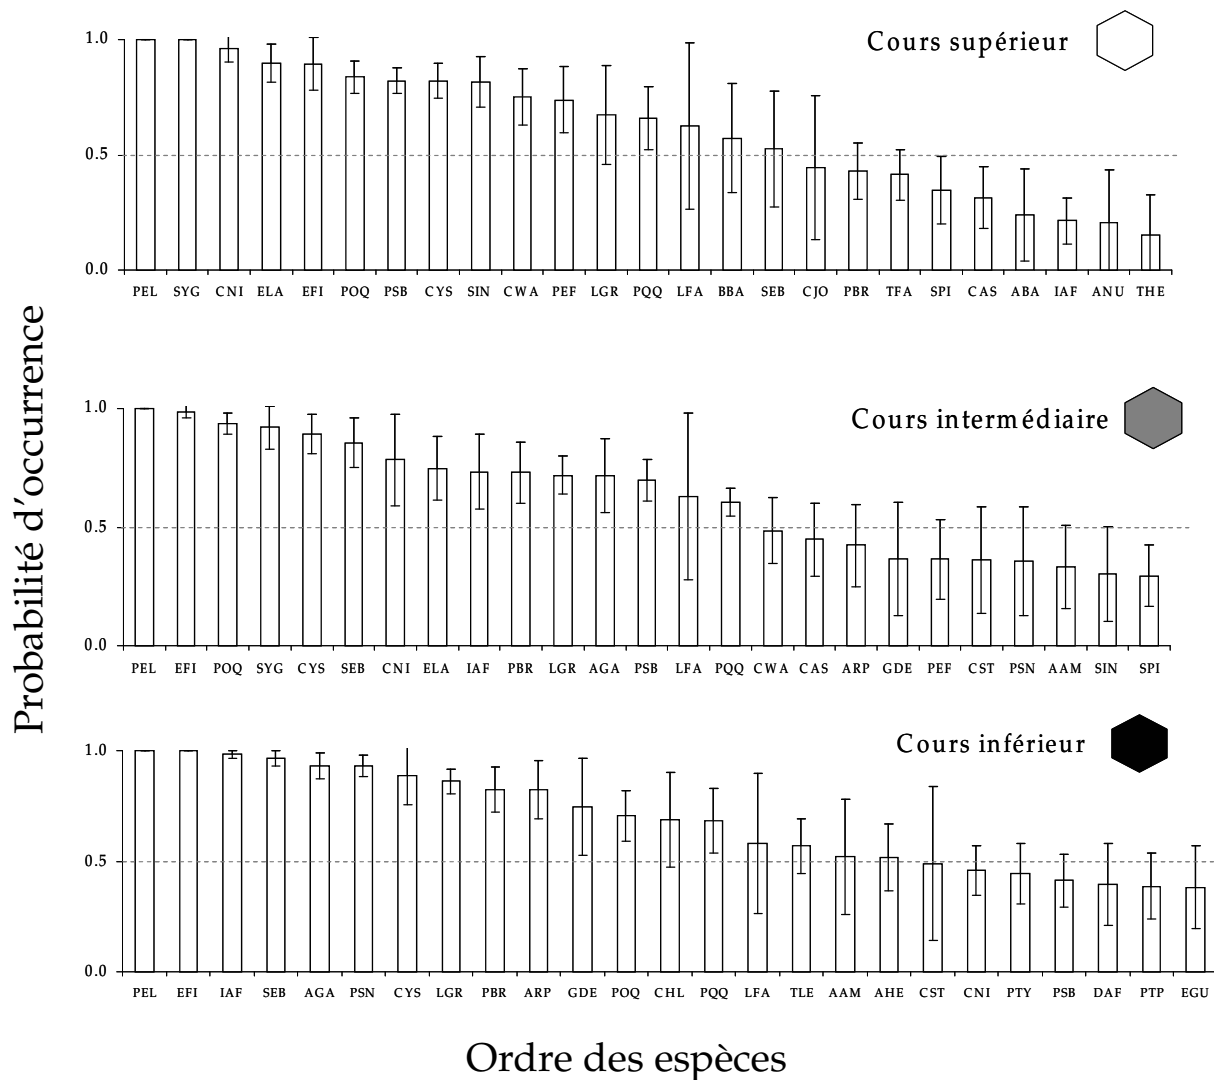 Cours supérieur
1.0
0.5
0.0
PEL SYG CNI ELA EFI POQ PSB CYS SIN CWA PEF LGR PQQ LFA BBA SEB CJO PBR TFA SPI CAS ABA IAF ANU THE
Probabilité d'occurrence
Cours intermédiaire
1.0
0.5
0.0
PEL EFI POQ SYG CYS SEB CNI ELA IAF PBR LGR AGA PSB LFA PQQ CWA CAS ARP GDE PEF CST PSN AAM SIN SPI
Cours inférieur
1.0
0.5
0.0
PEL EFI IAF SEB AGA PSN CYS LGR PBR ARP GDE POQ CHL PQQ LFA TLE AAM AHE CST CNI PTY PSB DAF PTP EGU
Ordre des espèces